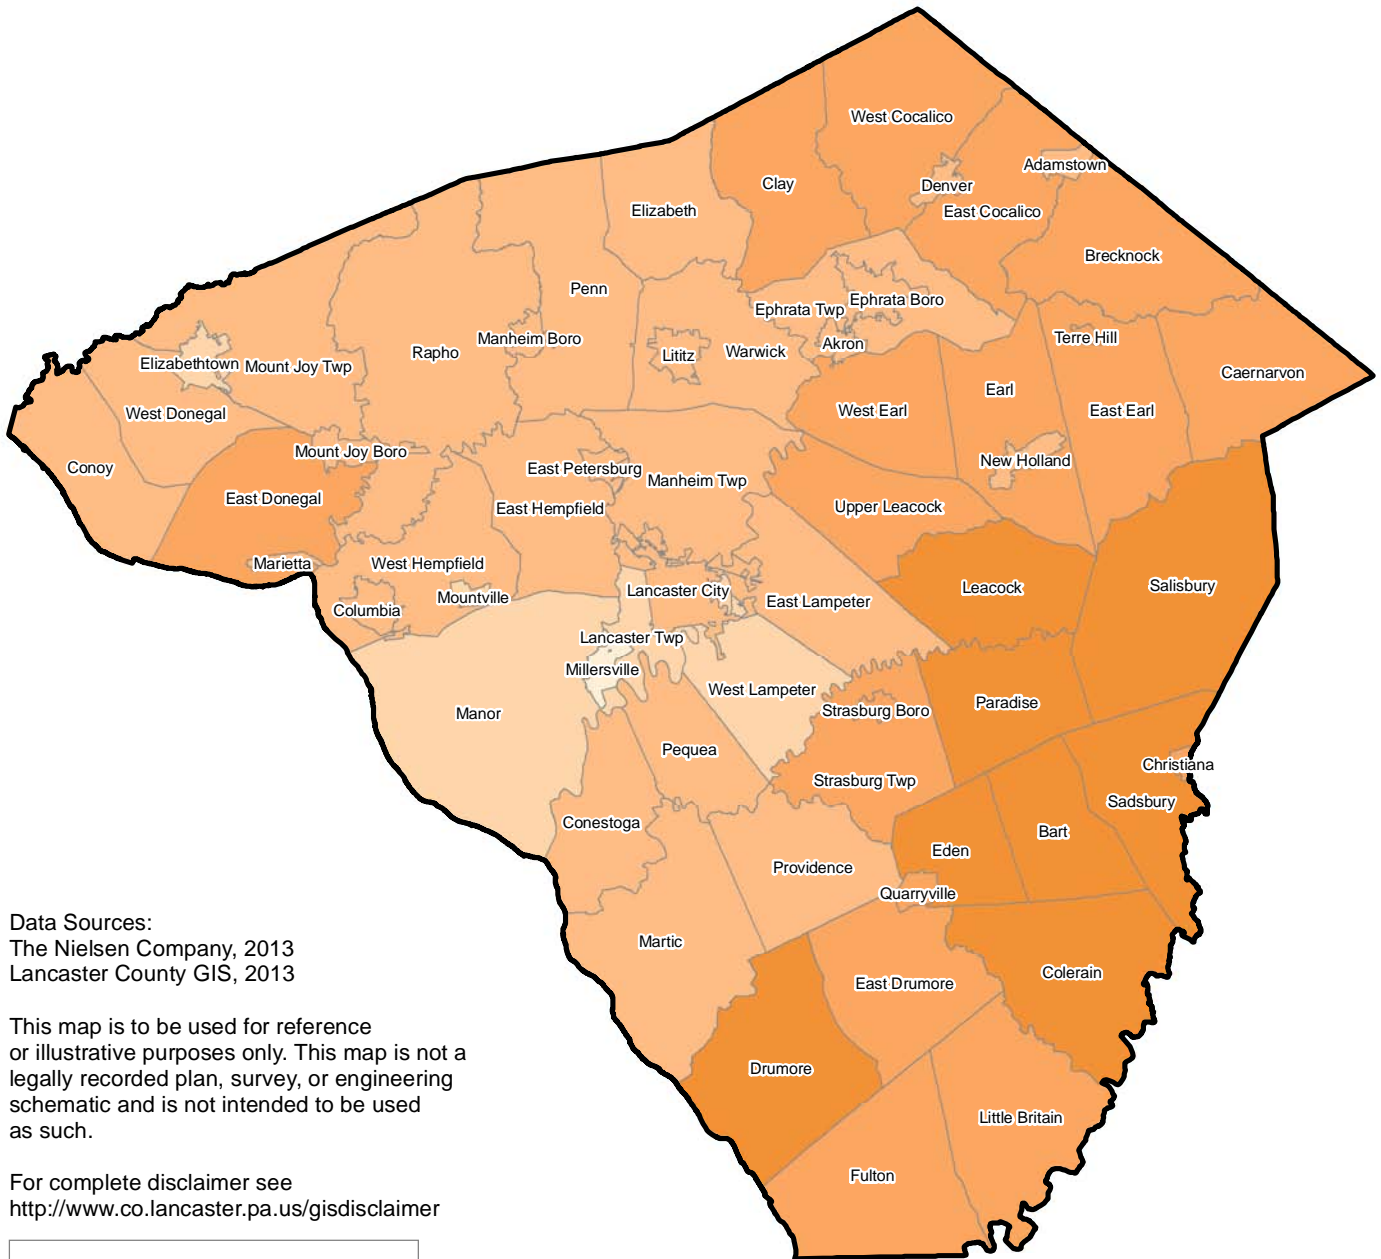 West Cocalico
Adamstown
Clay
Denver
Elizabeth
East Cocalico
Brecknock
Penn
Ephrata Twp
Ephrata Boro
Terre Hill
Manheim Boro
Akron
Rapho
Lititz
Warwick
Elizabethtown
Mount Joy Twp
Caernarvon
Earl
West Donegal
West Earl
East Earl
Mount Joy Boro
New Holland
Conoy
East Petersburg
Manheim Twp
East Donegal
East Hempfield
Upper Leacock
Marietta
West Hempfield
Leacock
Salisbury
Lancaster City
Mountville
East Lampeter
Columbia
Lancaster Twp
Millersville
West Lampeter
Paradise
Manor
Strasburg Boro
Pequea
Christiana
Strasburg Twp
Sadsbury
Conestoga
Bart
Eden
Providence
Quarryville
Martic
Colerain
East Drumore
Drumore
Little Britain
Fulton
Data Sources:
The Nielsen Company, 2013
Lancaster County GIS, 2013
This map is to be used for reference
or illustrative purposes only. This map is not a
legally recorded plan, survey, or engineering
schematic and is not intended to be used
as such.
For complete disclaimer see
http://www.co.lancaster.pa.us/gisdisclaimer